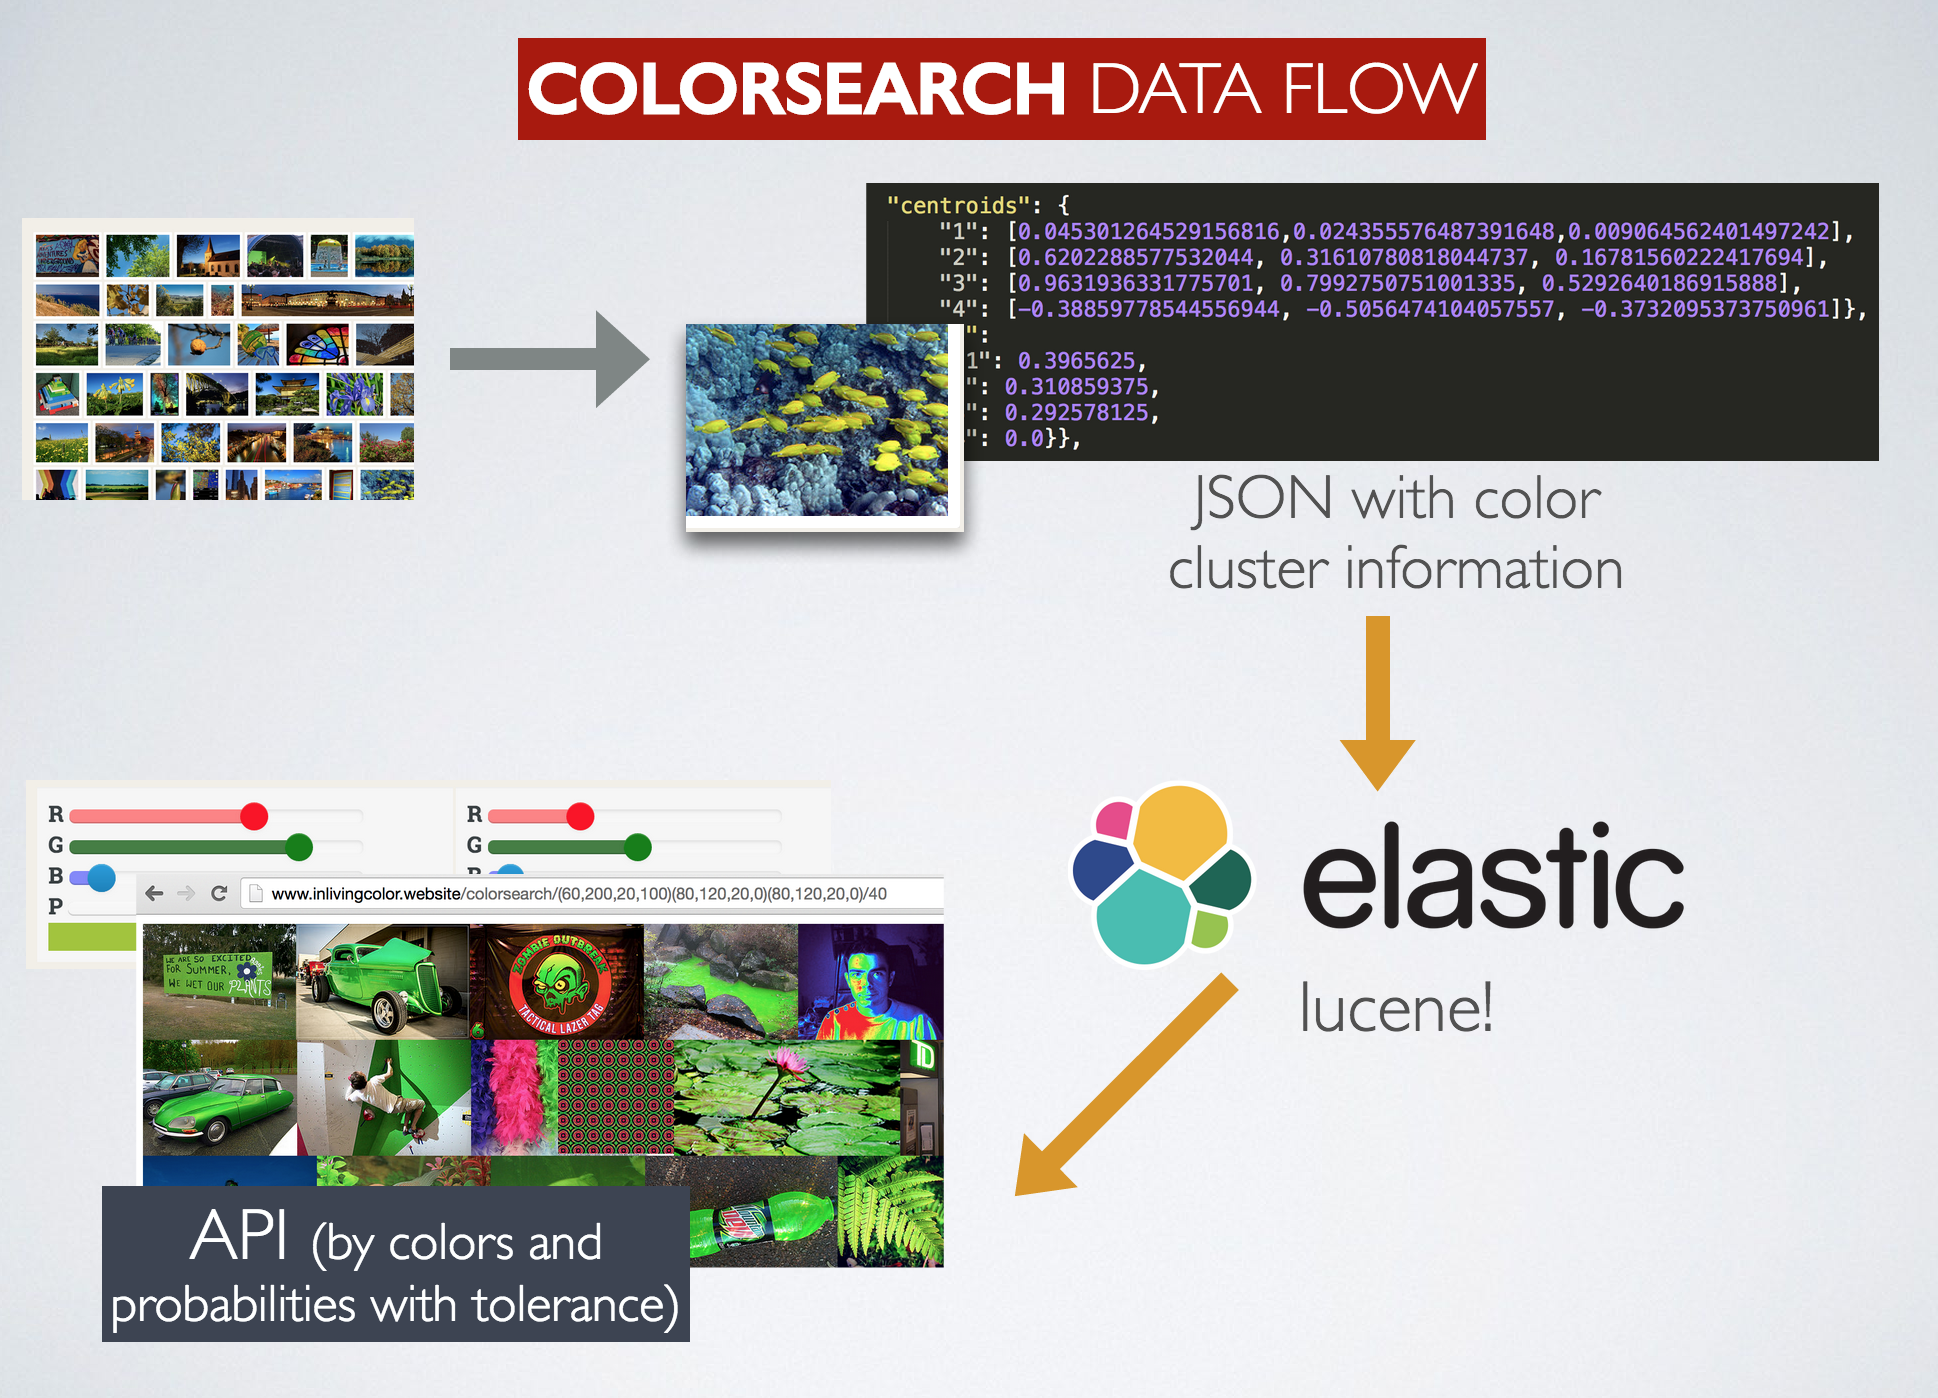 COLORSEARCH DATA FLOW
"centroids": {
"1": [0.045301264529156816,0.024355576487391648,0.009064562401497242],
"2": [0.6202288577532044, 0.31610780818044737, 0.16781560222417694],
"3": [0.9631936331775701, 0.7992750751001335, 0.5292640186915888],
"4": [-0.38859778544556944, -0.5056474104057557, -0.3732095373750961]},
":
1": 0.3965625,
": 0.310859375,
": 0.292578125,
": 0.0}},
JSON with color
cluster information
elastic
lucene!
R
G
B
P
R
G
www.inlivingcolor.website/colorsearch/(60,200,20,100)(80,120,20,0)(80,120,20,0)/40
WE ARE SO EXCITED
FOR SUMMER,
WE WET OUR PLANTS
ZOMBIE OUTBREAK
TACTICAL LAZER TAG
6
TD
API (by colors and
probabilities with tolerance)